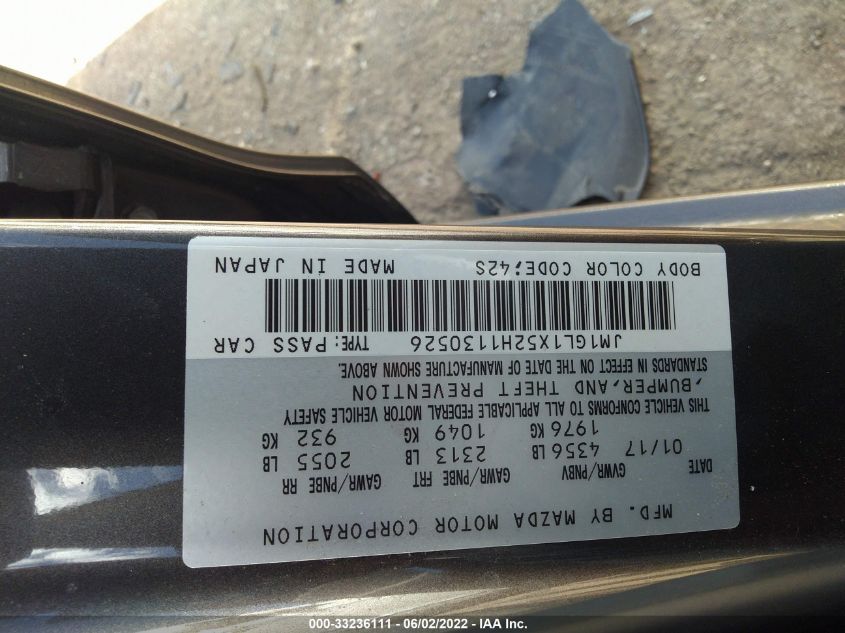 MFD. BY MAZDA MOTOR CORPORATION
DATE GVWR/PNBV GAWR/PNBE FRT GAWR/PNBE RR
01/17 4356 LB 2313 LB 2055 LB
1976 KG 1049 KG 932 KG
THIS VEHICLE CONFORMS TO ALL APPLICABLE FEDERAL MOTOR VEHICLE SAFETY
,BUMPER,AND THEFT PREVENTION
STANDARDS IN EFFECT ON THE DATE OF MANUFACTURE SHOWN ABOVE.
JM1GL1X52H1130526 TYPE:PASS CAR
BODY COLOR CODE;42S MADE IN JAPAN
000-33236111 - 06/02/2022 - IAA Inc.